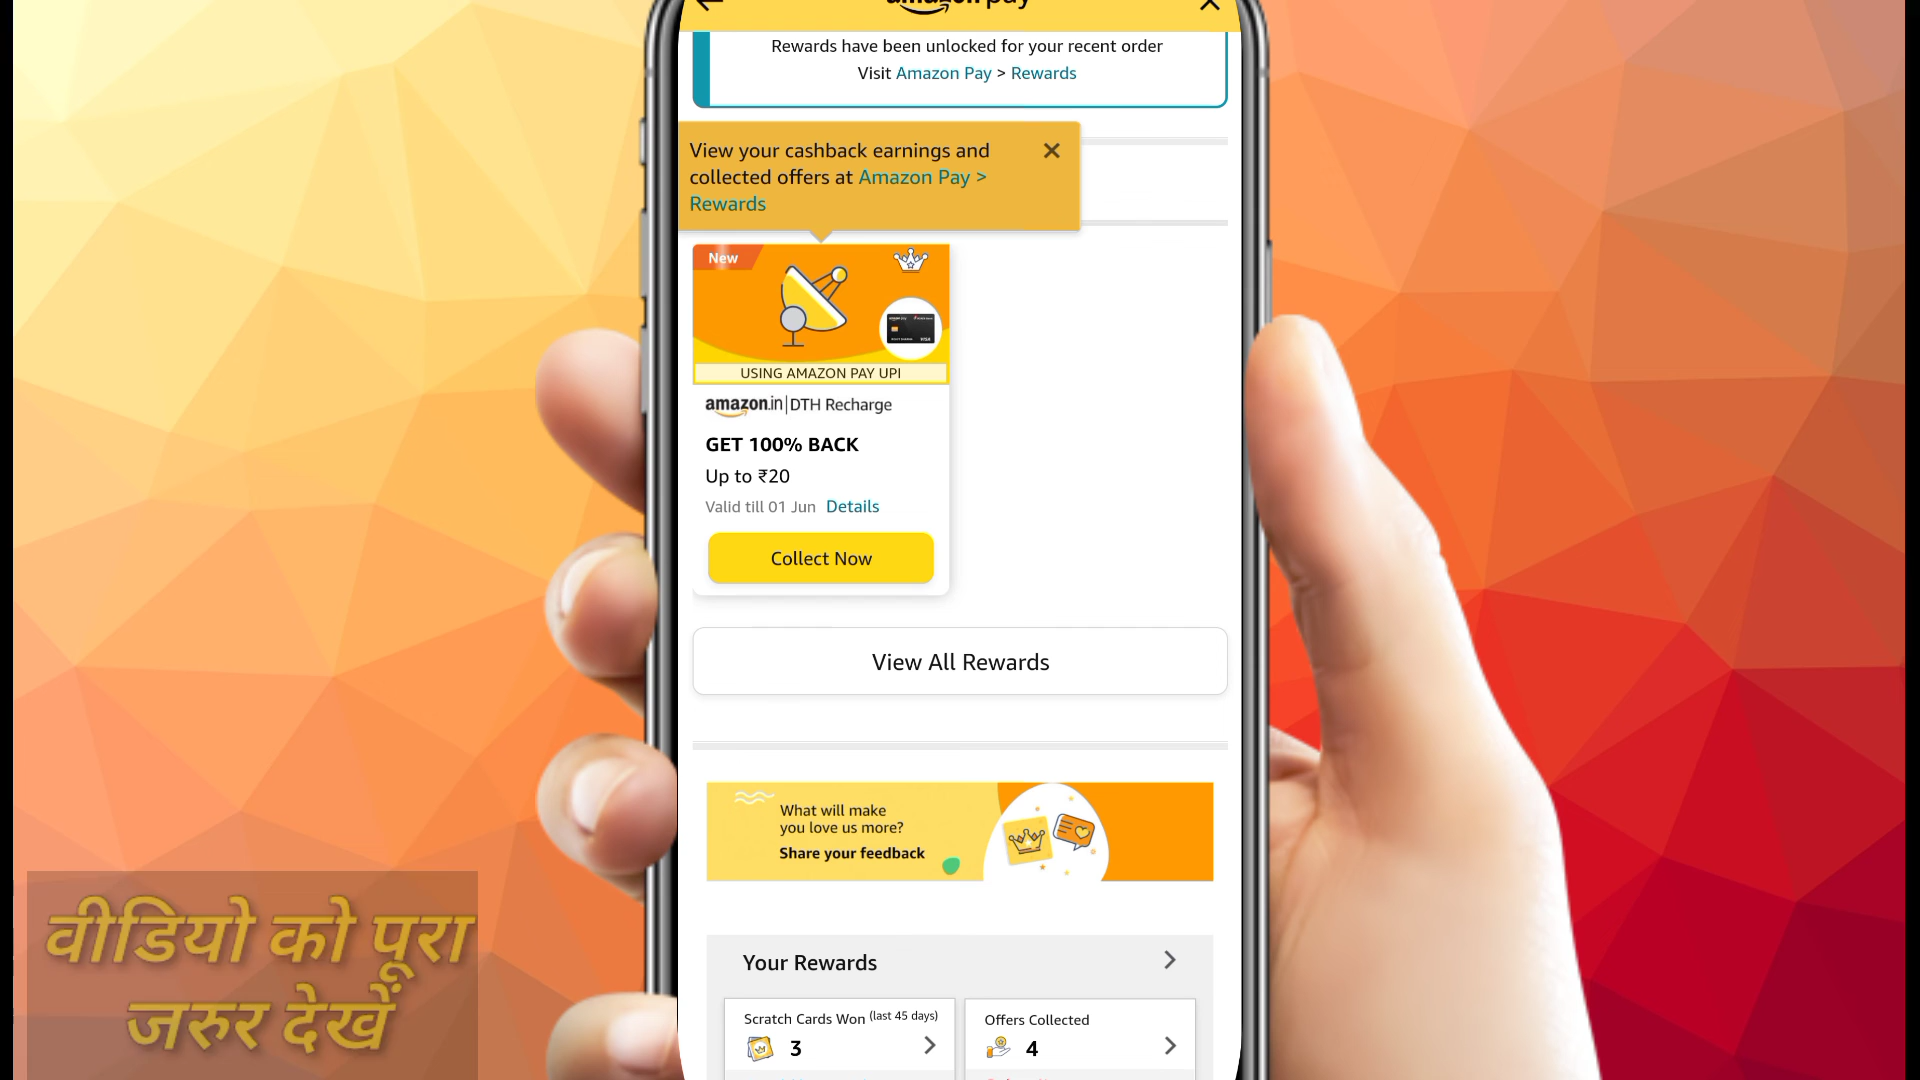 amazon pay
Rewards have been unlocked for your recent order
Visit Amazon Pay > Rewards
View your cashback earnings and
collected offers at Amazon Pay >
Rewards
New
USING AMAZON PAY UPI
amazon.in | DTH Recharge
GET 100% BACK
Up to ₹20
Valid till 01 Jun Details
Collect Now
View All Rewards
What will make
you love us more?
Share your feedback
Your Rewards
Scratch Cards Won (last 45 days)
3
Offers Collected
4
वीडियो को पूरा
जरुर देखें